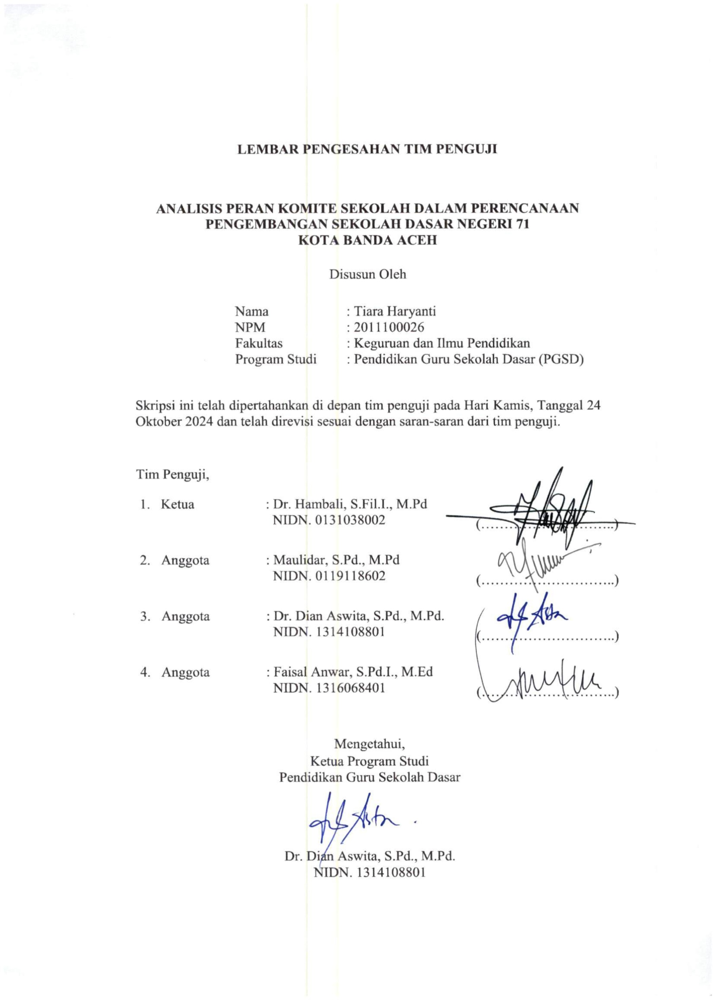 LEMBAR PENGESAHAN TIM PENGUJI
ANALISIS PERAN KOMITE SEKOLAH DALAM PERENCANAAN
PENGEMBANGAN SEKOLAH DASAR NEGERI 71
KOTA BANDA ACEH
Disusun Oleh
Nama : Tiara Haryanti
NPM : 2011100026
Fakultas : Keguruan dan Ilmu Pendidikan
Program Studi : Pendidikan Guru Sekolah Dasar (PGSD)
Skripsi ini telah dipertahankan di depan tim penguji pada Hari Kamis, Tanggal 24
Oktober 2024 dan telah direvisi sesuai dengan saran-saran dari tim penguji.
Tim Penguji,
1. Ketua : Dr. Hambali, S.Fil.I., M.Pd
NIDN. 0131038002 (..............................)
2. Anggota : Maulidar, S.Pd., M.Pd
NIDN. 0119118602 (..............................)
3. Anggota : Dr. Dian Aswita, S.Pd., M.Pd.
NIDN. 1314108801 (..............................)
4. Anggota : Faisal Anwar, S.Pd.I., M.Ed
NIDN. 1316068401 (..............................)
Mengetahui,
Ketua Program Studi
Pendidikan Guru Sekolah Dasar
Dr. Dian Aswita, S.Pd., M.Pd.
NIDN. 1314108801